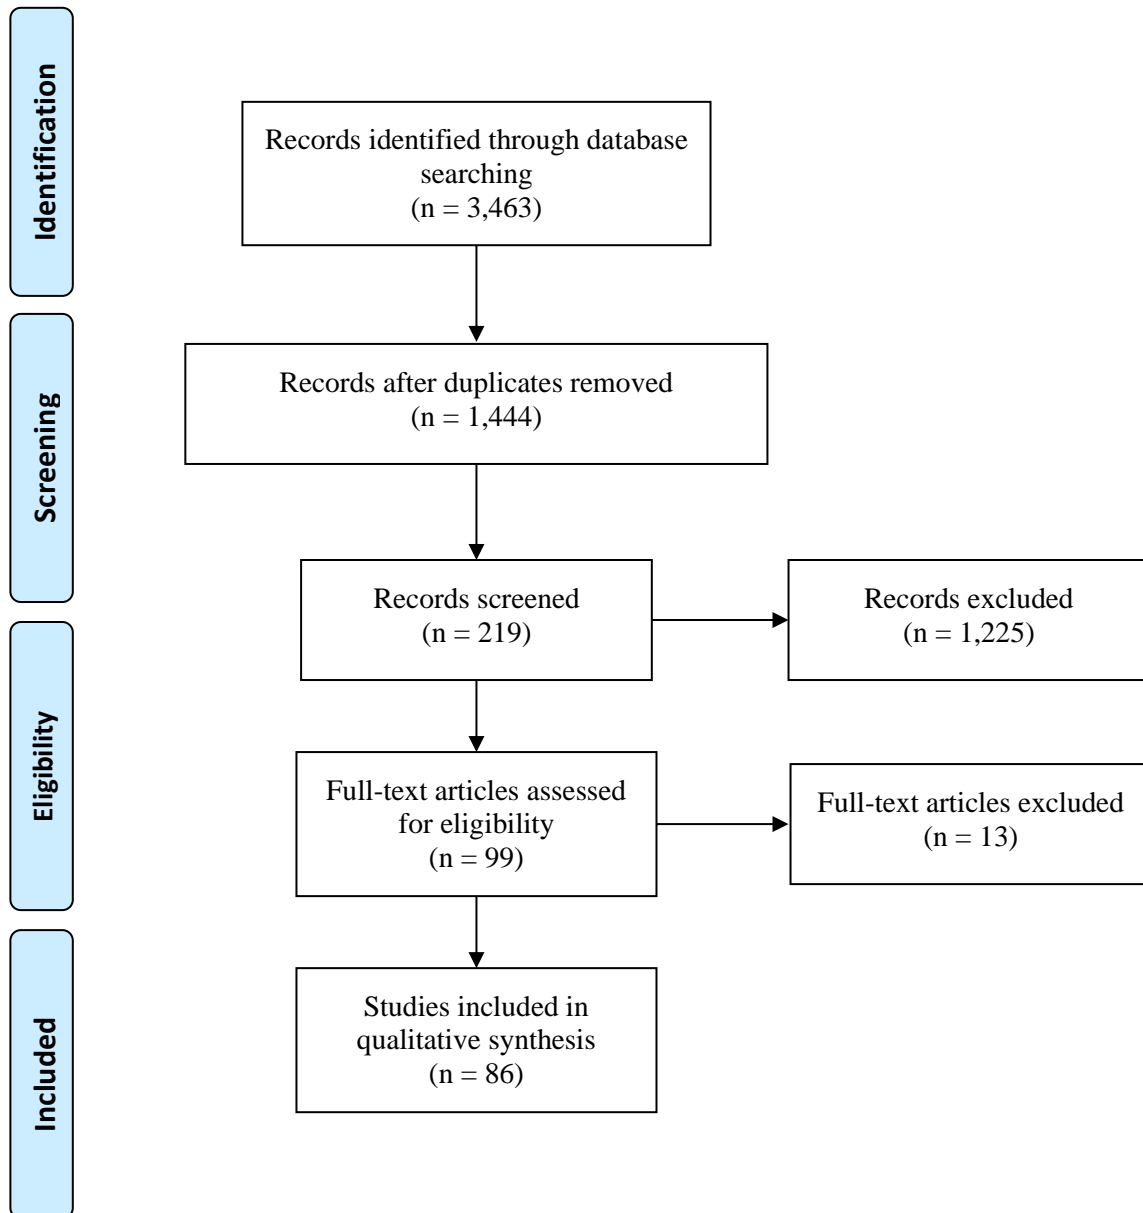 Identification
Records identified through database
searching
(n = 3,463)
Screening
Records after duplicates removed
(n = 1,444)
Records screened
(n = 219)
Records excluded
(n = 1,225)
Eligibility
Full-text articles assessed
for eligibility
(n = 99)
Full-text articles excluded
(n = 13)
Included
Studies included in
qualitative synthesis
(n = 86)